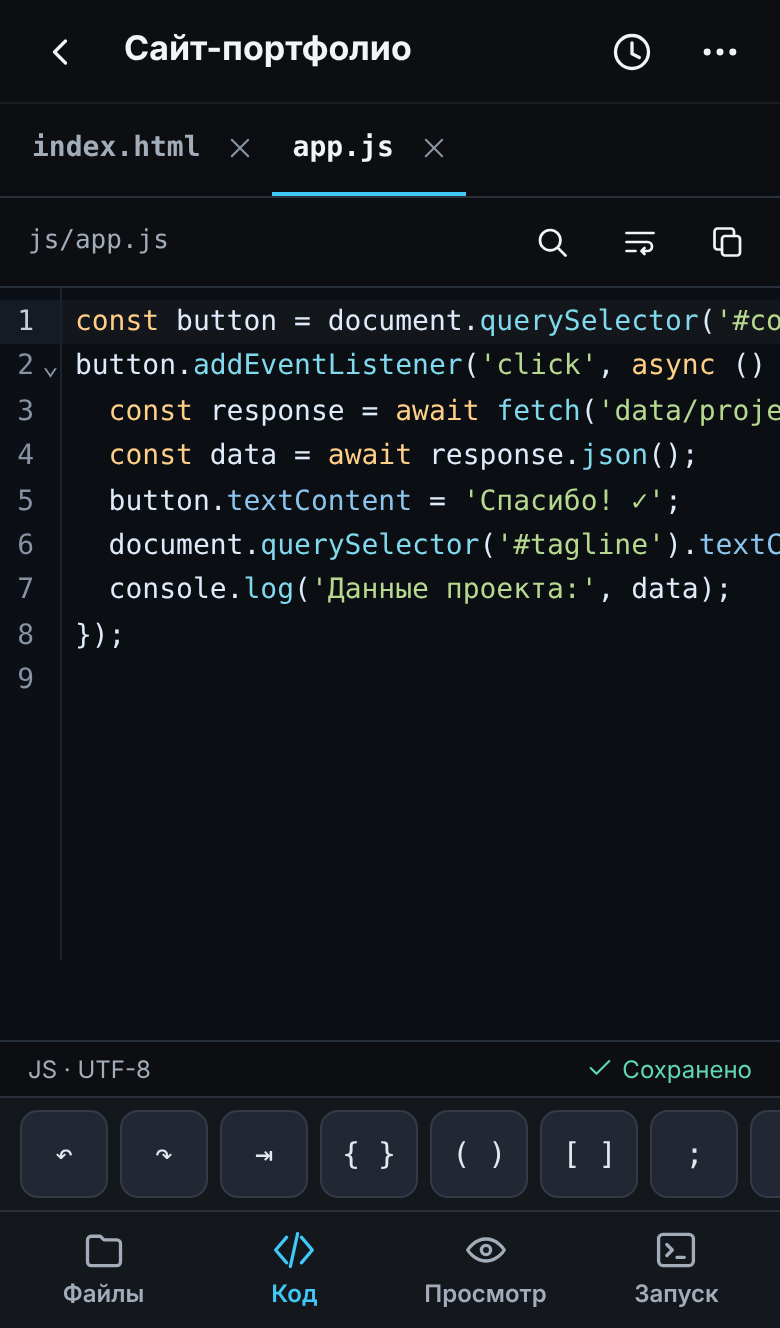 Сайт-портфолио
index.html app.js
js/app.js
1 const button = document.querySelector('#co
2 button.addEventListener('click', async ()
3   const response = await fetch('data/proje
4   const data = await response.json();
5   button.textContent = 'Спасибо! ✓';
6   document.querySelector('#tagline').textC
7   console.log('Данные проекта:', data);
8 });
9
JS · UTF-8 ✓ Сохранено
↶ ↷ ⇥ { } ( ) [ ] ;
Файлы Код Просмотр Запуск